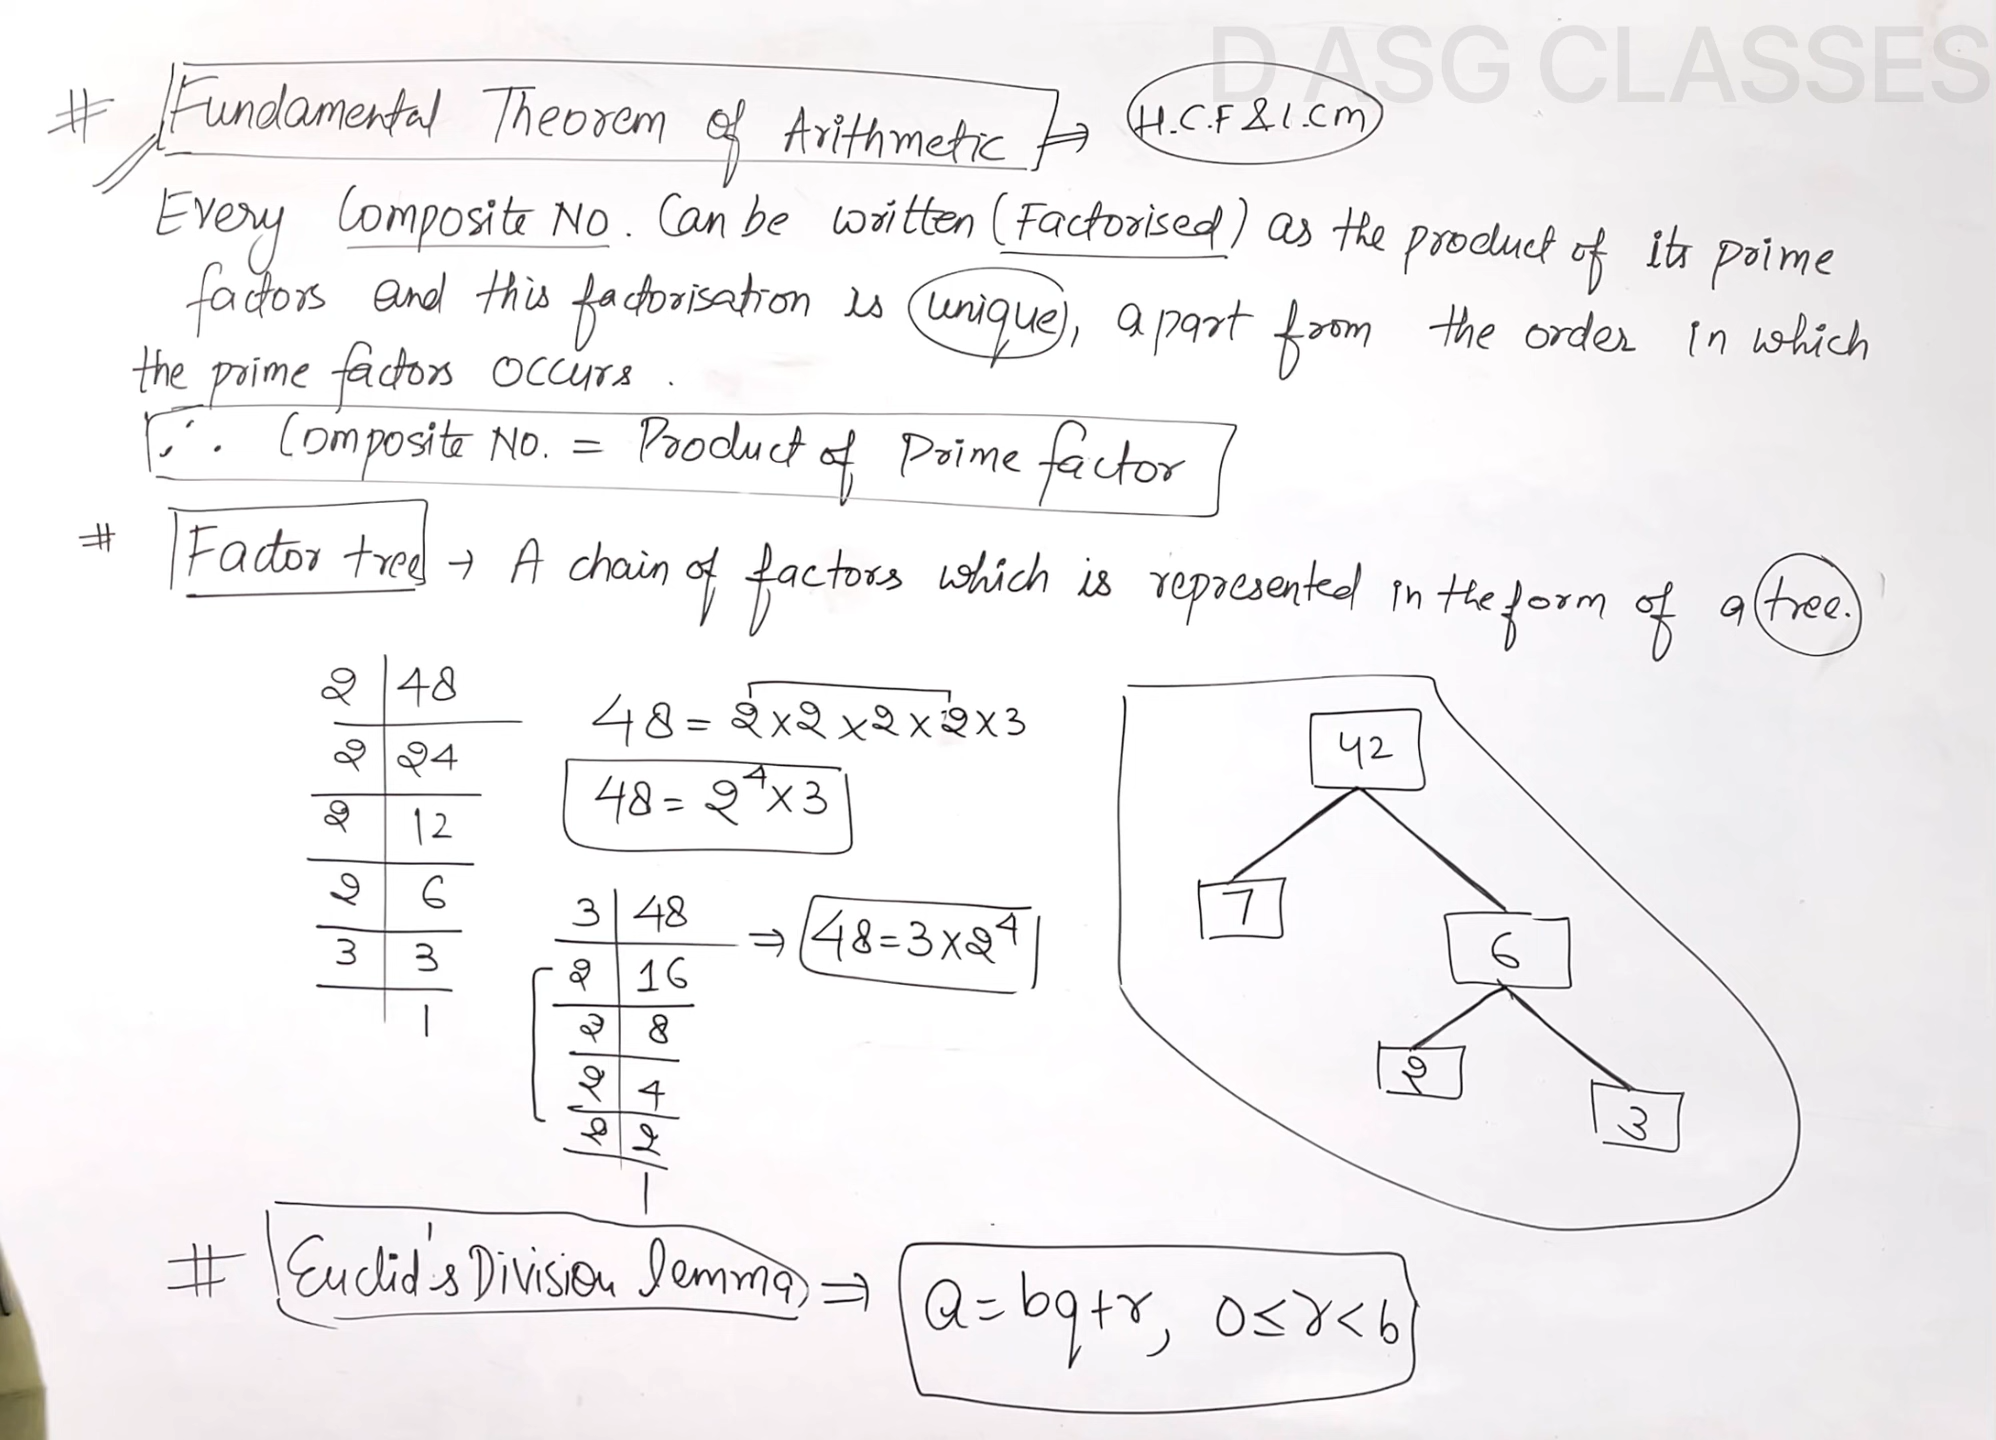 D ASG CLASSES
# Fundamental Theorem of Arithmetic → H.C.F & L.C.M
Every Composite No. Can be written (Factorised) as the product of its prime
factors and this factorisation is unique, apart from the order in which
the prime factors occurs.
∴ Composite No. = Product of Prime factor
# Factor tree → A chain of factors which is represented in the form of a tree.
2 | 48
2 | 24
2 | 12
2 | 6
3 | 3
1
48 = 2×2×2×2×3
48 = 2⁴×3
3 | 48 ⇒ 48=3×2⁴
2 | 16
2 | 8
2 | 4
2 | 2
1
42
7
6
2
3
# Euclid's Division lemma ⇒ a=bq+r, 0≤r<b